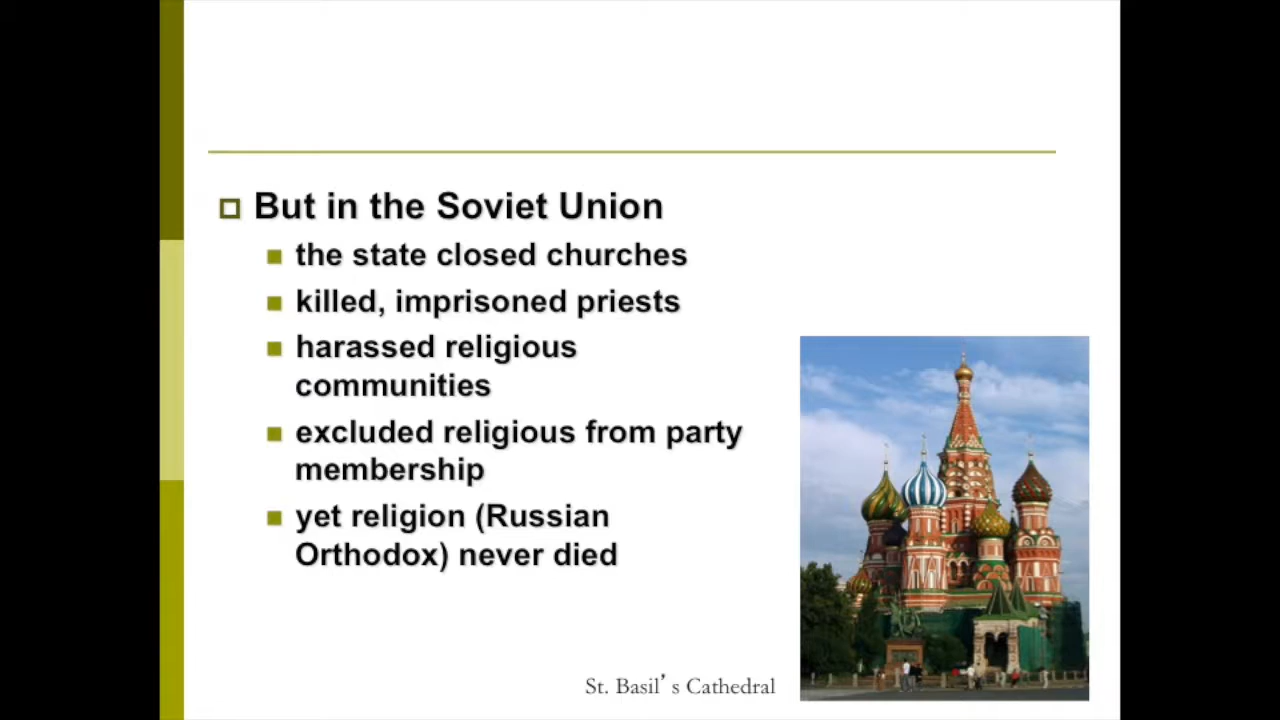 But in the Soviet Union
the state closed churches
killed, imprisoned priests
harassed religious
communities
excluded religious from party
membership
yet religion (Russian
Orthodox) never died
St. Basil’s Cathedral